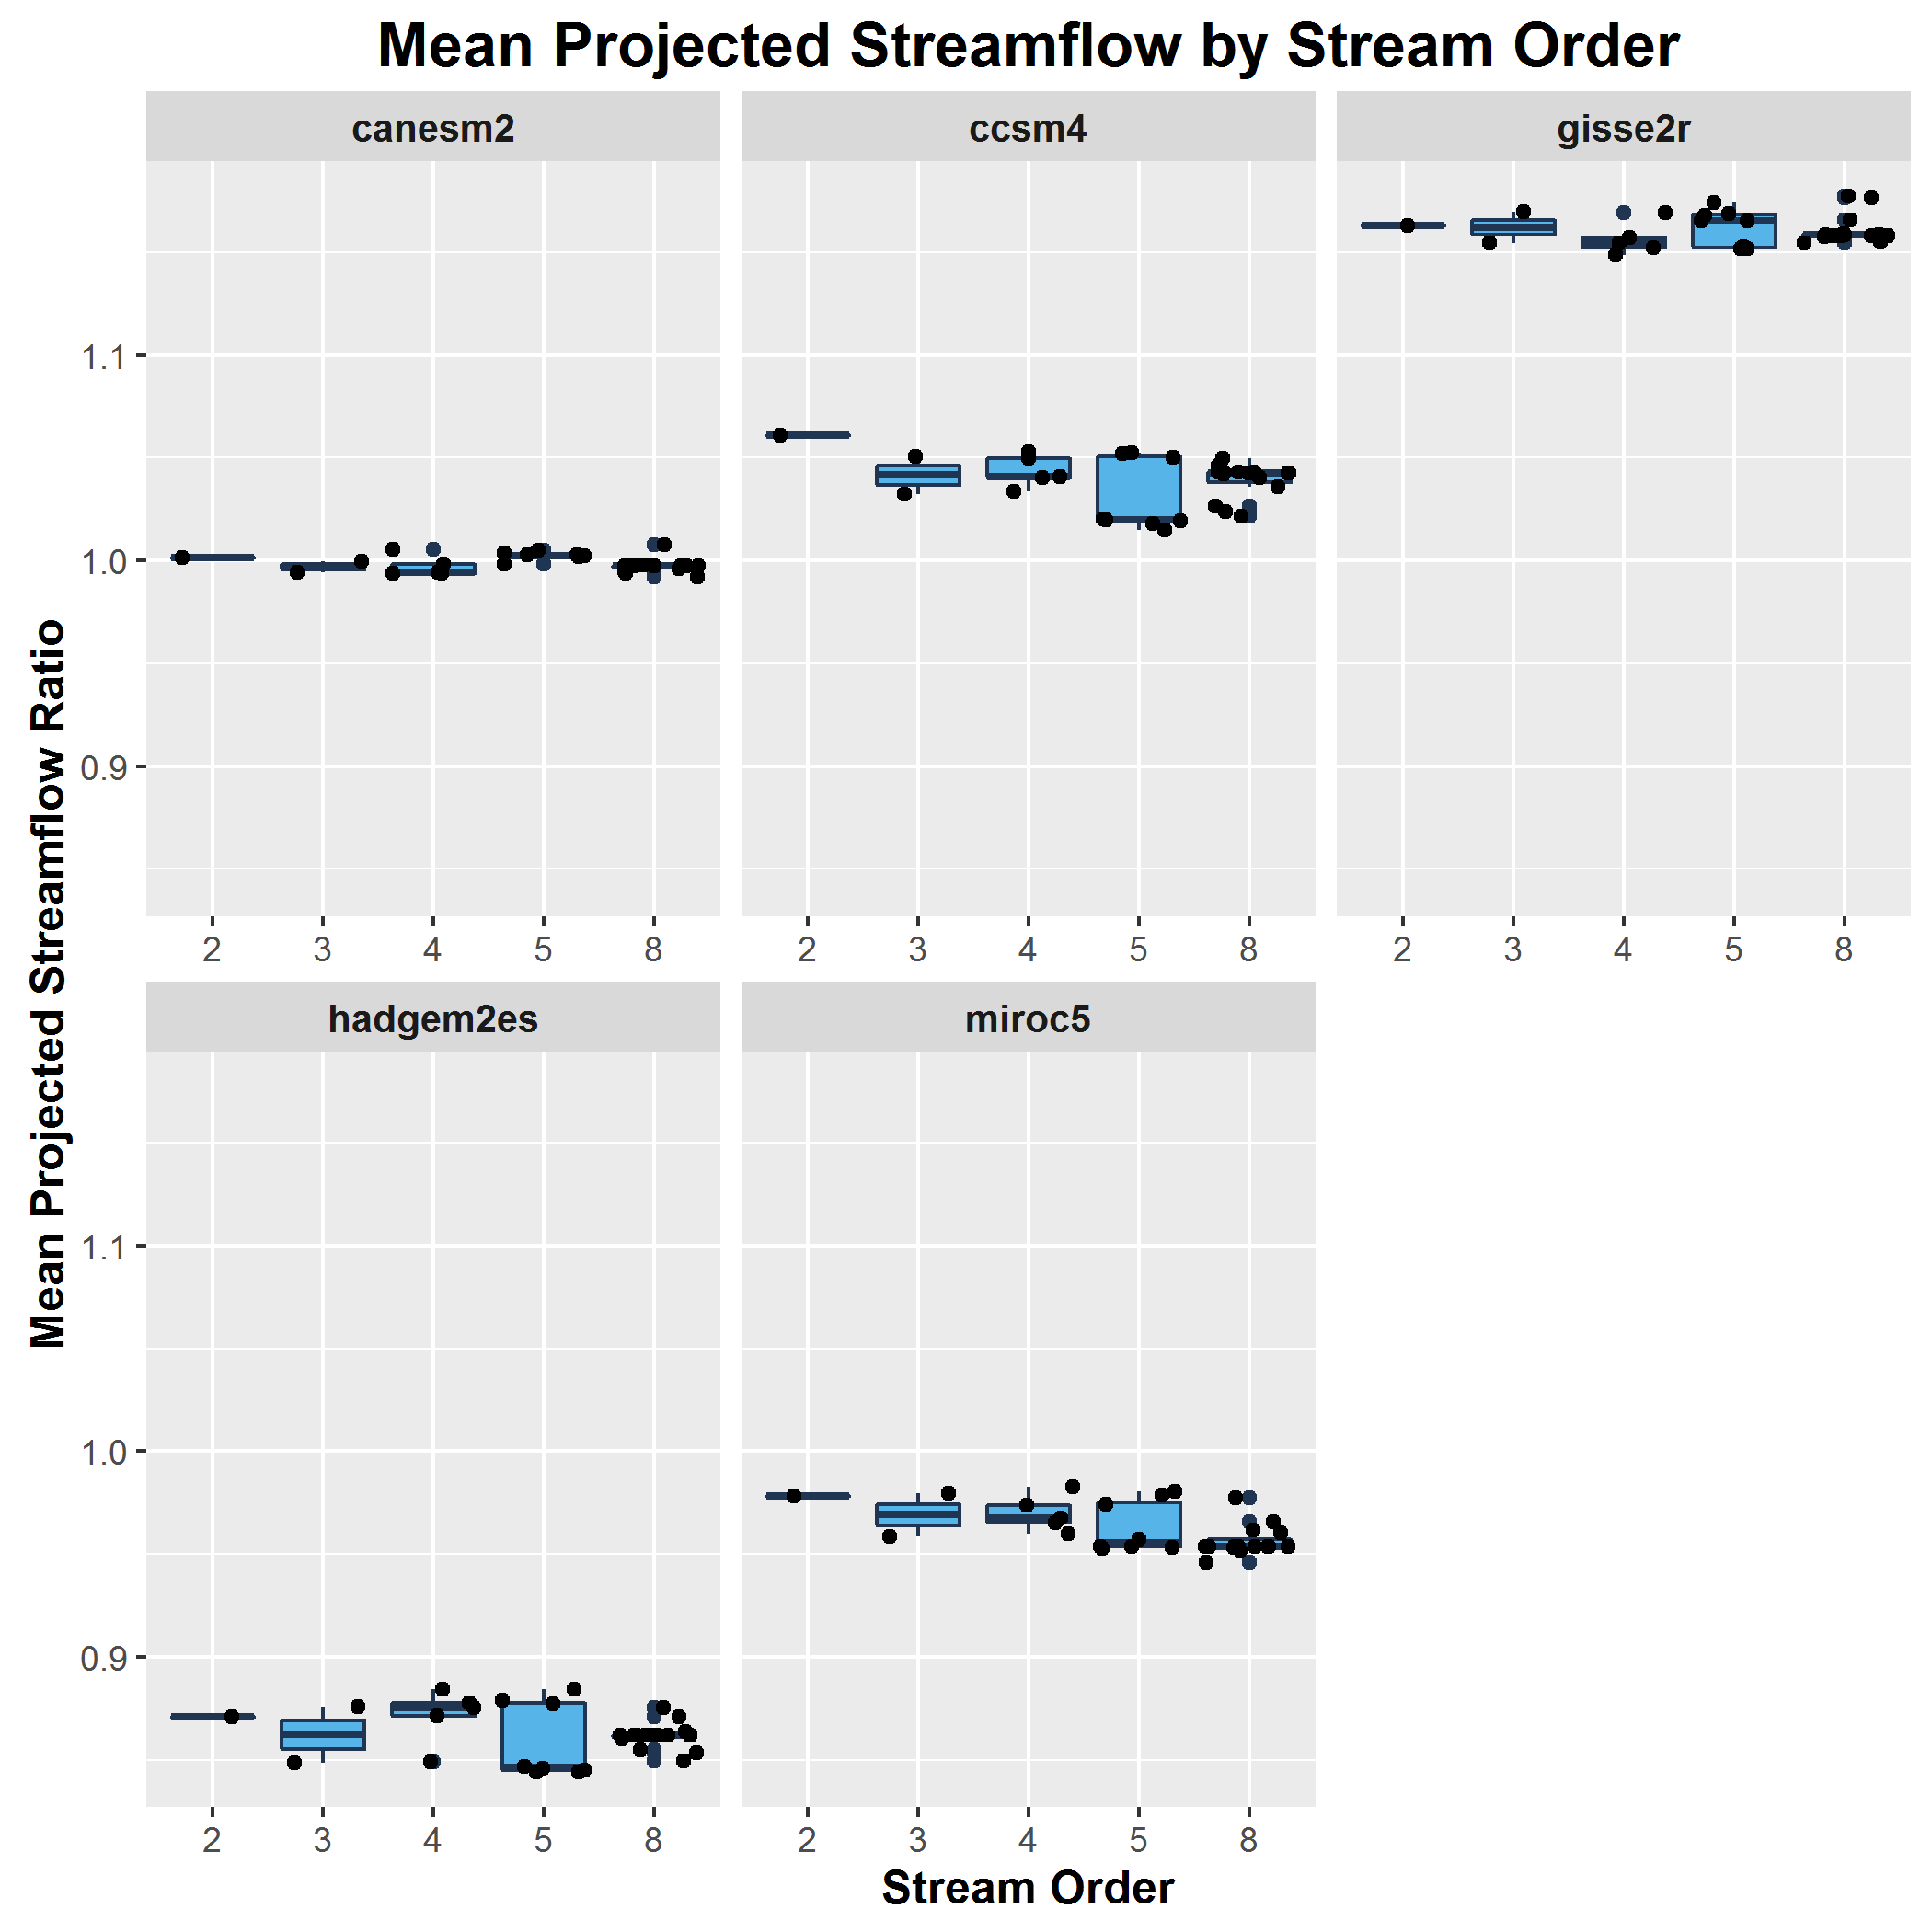 Mean Projected Streamflow by Stream Order
canesm2
ccsm4
gisse2r
Mean Projected Streamflow Ratio
1.1
1.0
0.9
2 3 4 5 8
2 3 4 5 8
2 3 4 5 8
hadgem2es
miroc5
1.1
1.0
0.9
2 3 4 5 8
2 3 4 5 8
Stream Order